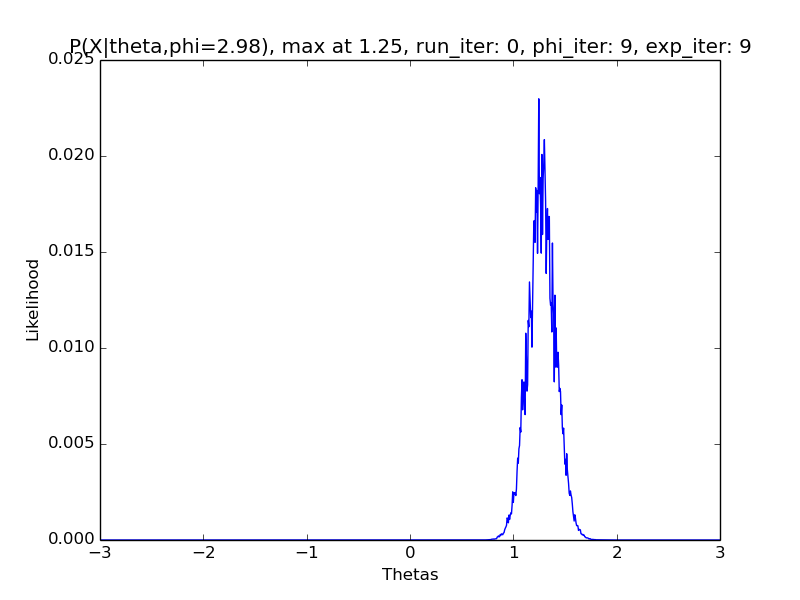 P(X|theta,phi=2.98), max at 1.25, run_iter: 0, phi_iter: 9, exp_iter: 9
0.025
0.020
0.015
0.010
0.005
0.000
Likelihood
−3 −2 −1 0 1 2 3
Thetas